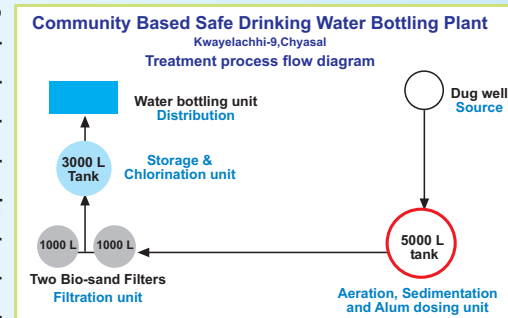 Community Based Safe Drinking Water Bottling Plant
Kwayelachhi-9,Chyasal
Treatment process flow diagram
Water bottling unit
Distribution
Dug well
Source
3000 L
Tank
Storage &
Chlorination unit
1000 L
1000 L
5000 L
tank
Two Bio-sand Filters
Filtration unit
Aeration, Sedimentation
and Alum dosing unit